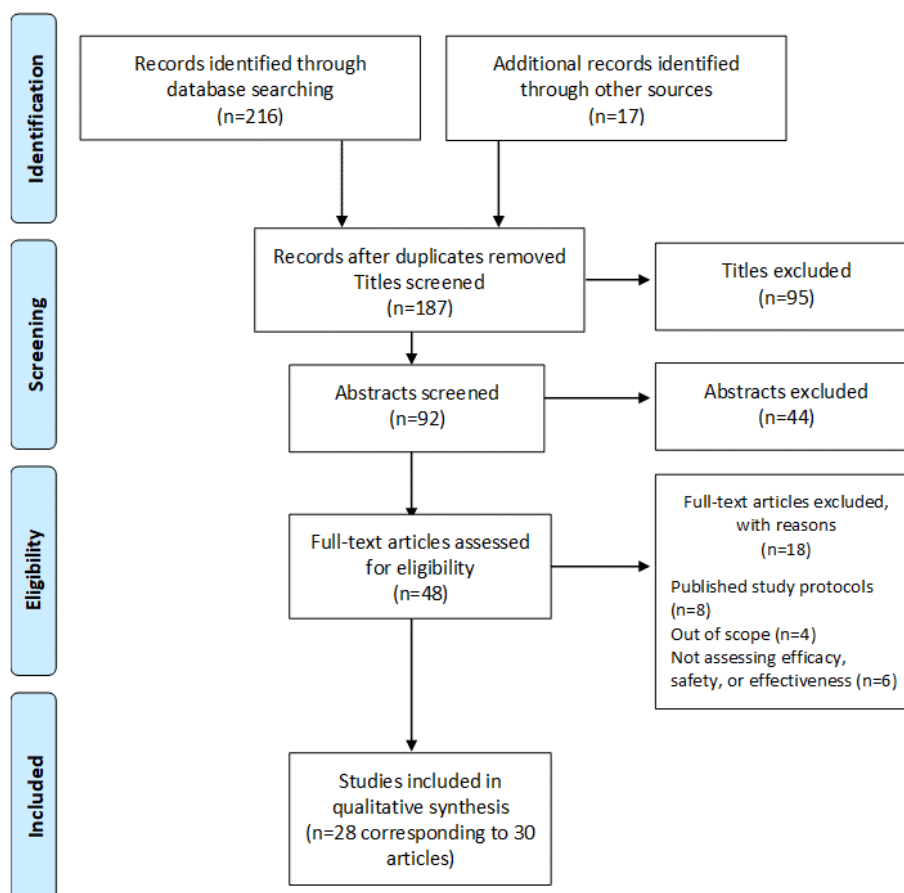 Identification
Records identified through
database searching
(n=216)
Additional records identified
through other sources
(n=17)
Screening
Records after duplicates removed
Titles screened
(n=187)
Titles excluded
(n=95)
Abstracts screened
(n=92)
Abstracts excluded
(n=44)
Eligibility
Full-text articles assessed
for eligibility
(n=48)
Full-text articles excluded,
with reasons
(n=18)
Published study protocols
(n=8)
Out of scope (n=4)
Not assessing efficacy,
safety, or effectiveness (n=6)
Included
Studies included in
qualitative synthesis
(n=28 corresponding to 30
articles)